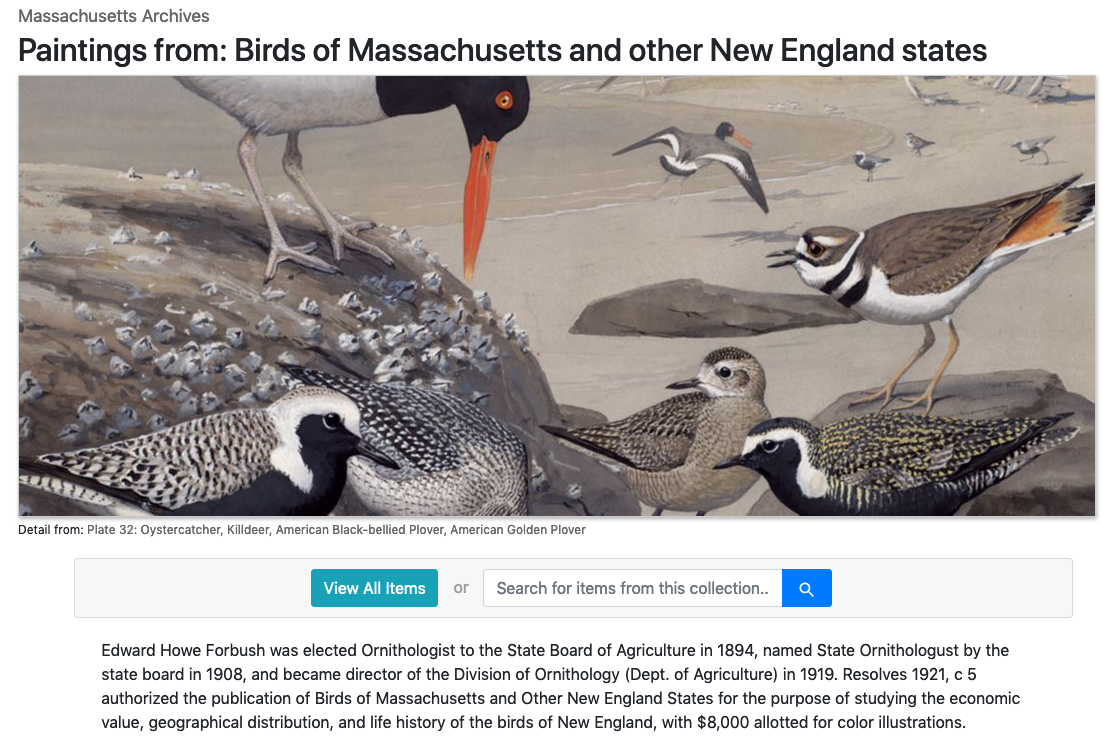 Massachusetts Archives
Paintings from: Birds of Massachusetts and other New England states
Detail from: Plate 32: Oystercatcher, Killdeer, American Black-bellied Plover, American Golden Plover
View All Items or Search for items from this collection..
Edward Howe Forbush was elected Ornithologist to the State Board of Agriculture in 1894, named State Ornithologust by the
state board in 1908, and became director of the Division of Ornithology (Dept. of Agriculture) in 1919. Resolves 1921, c 5
authorized the publication of Birds of Massachusetts and Other New England States for the purpose of studying the economic
value, geographical distribution, and life history of the birds of New England, with $8,000 allotted for color illustrations.